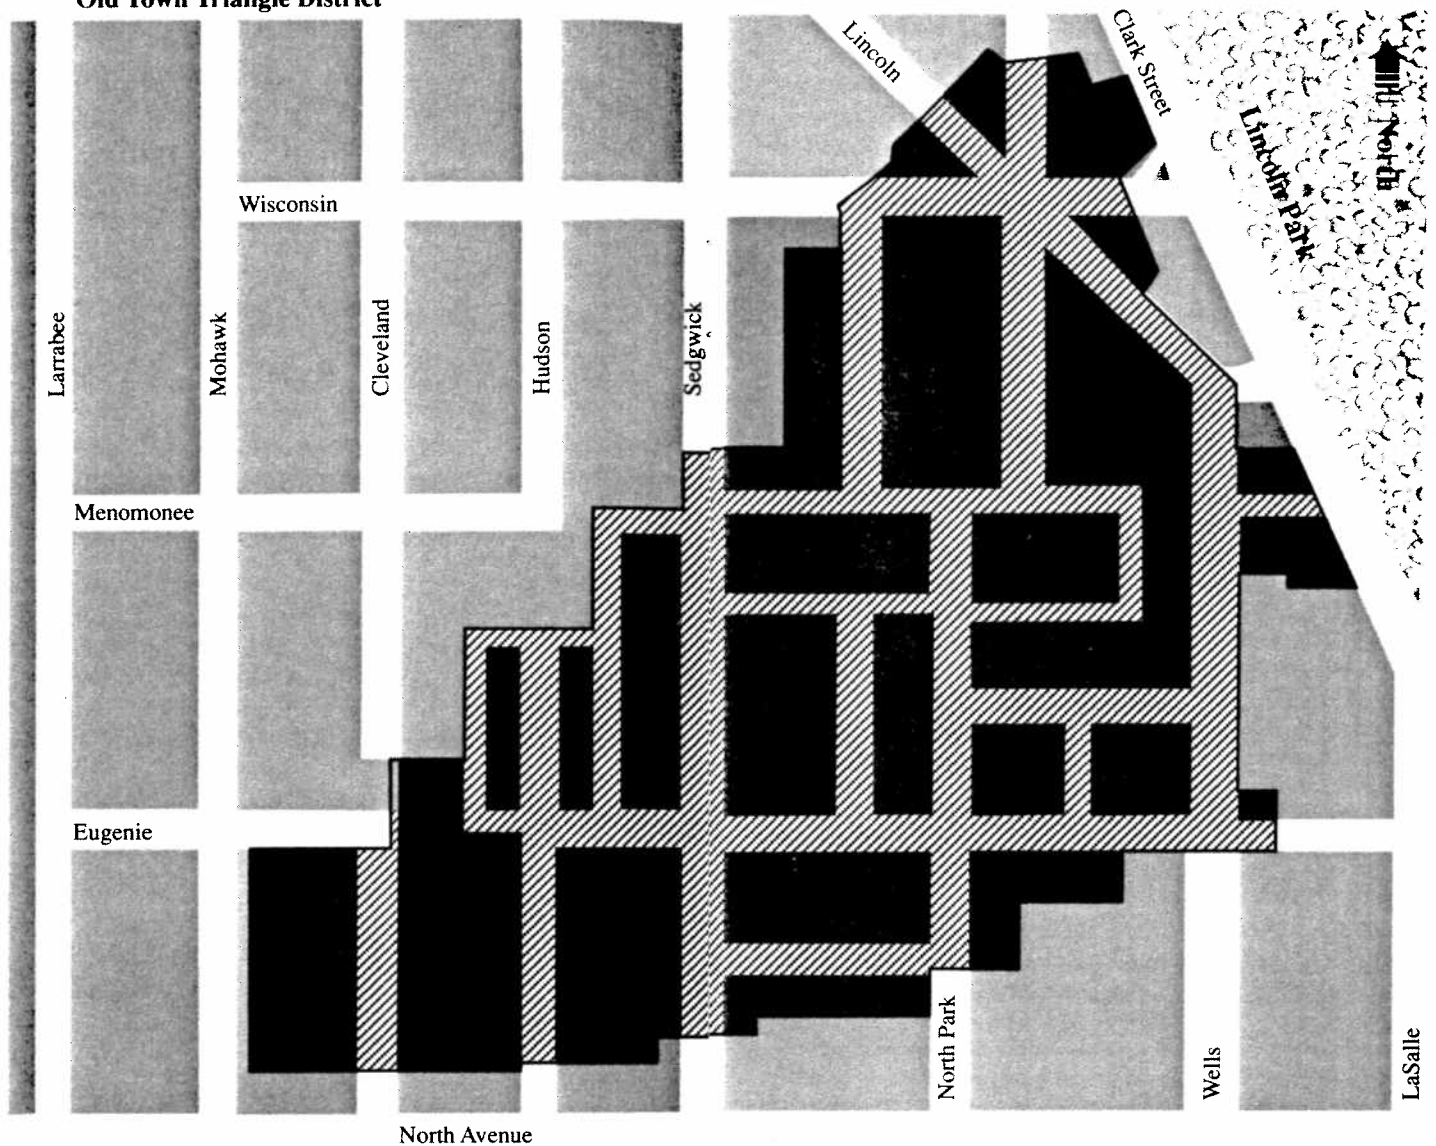 Old Town Triangle District
Lincoln
Clark Street
Lincoln Park
North
Wisconsin
Larrabee
Mohawk
Cleveland
Hudson
Sedgwick
Menomonee
Eugenie
North Park
Wells
LaSalle
North Avenue